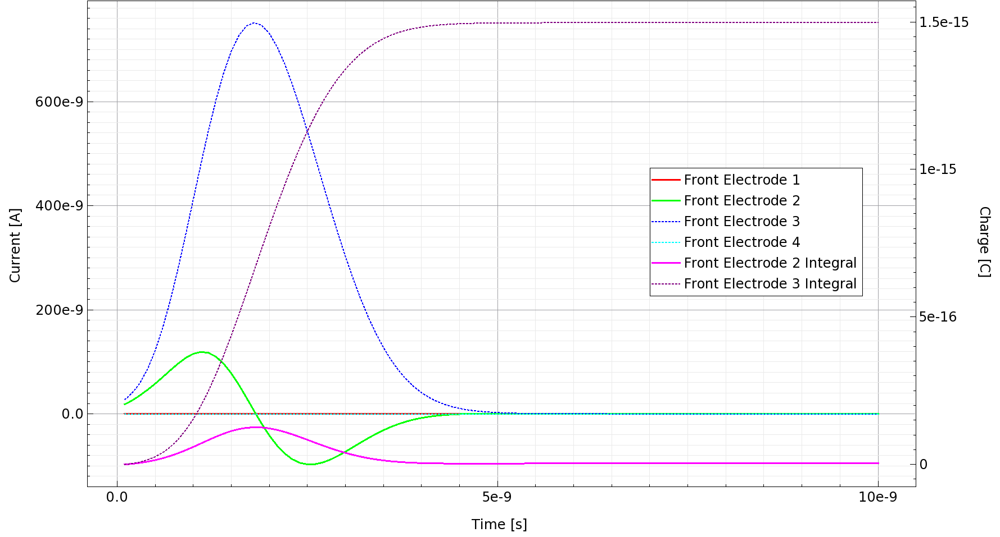 1.5e-15
600e-9
1e-15
Front Electrode 1
Front Electrode 2
400e-9
Current [A]
Charge [C]
Front Electrode 3
Front Electrode 4
Front Electrode 2 Integral
Front Electrode 3 Integral
200e-9
5e-16
0.0
0
0.0
5e-9
10e-9
Time [s]